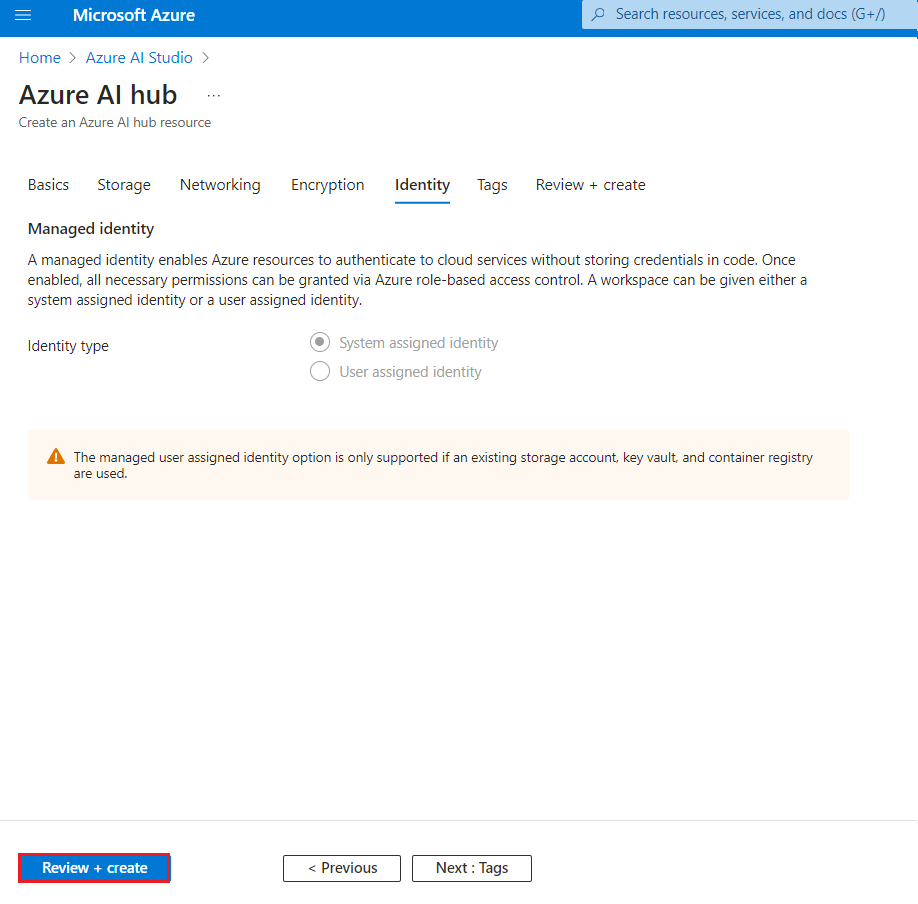 Microsoft Azure
Search resources, services, and docs (G+/)
Home > Azure AI Studio >
Azure AI hub ...
Create an Azure AI hub resource
Basics Storage Networking Encryption Identity Tags Review + create
Managed identity
A managed identity enables Azure resources to authenticate to cloud services without storing credentials in code. Once
enabled, all necessary permissions can be granted via Azure role-based access control. A workspace can be given either a
system assigned identity or a user assigned identity.
Identity type
System assigned identity
User assigned identity
The managed user assigned identity option is only supported if an existing storage account, key vault, and container registry
are used.
Review + create < Previous Next : Tags